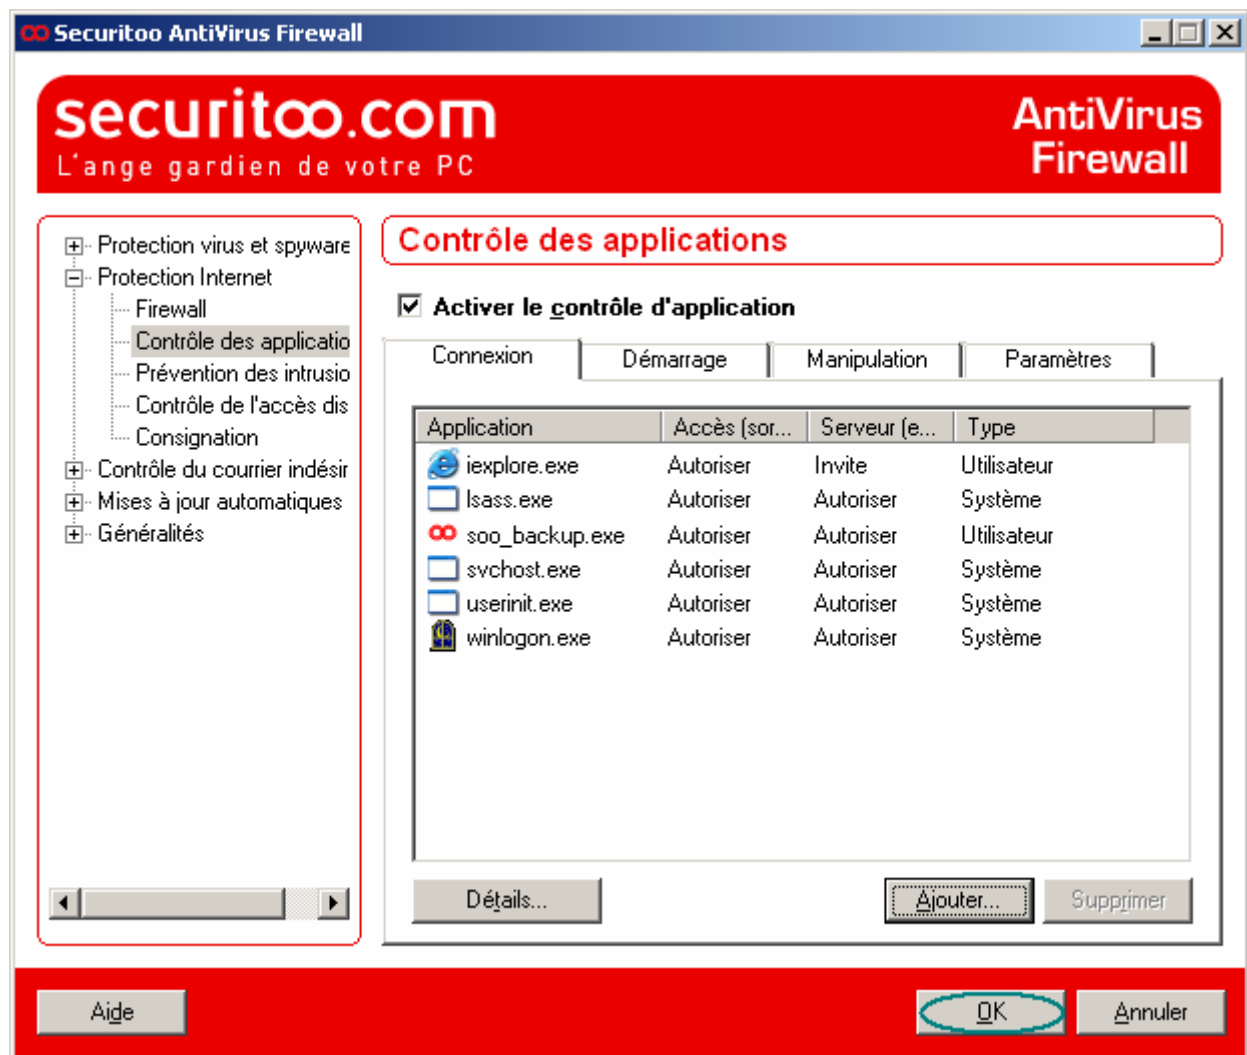 Securitoo AntiVirus Firewall
securitoo.com
L'ange gardien de votre PC
AntiVirus
Firewall
Protection virus et spyware
Protection Internet
Firewall
Contrôle des applicatio
Prévention des intrusio
Contrôle de l'accès dis
Consignation
Contrôle du courrier indésir
Mises à jour automatiques
Généralités
Contrôle des applications
Activer le contrôle d'application
Connexion Démarrage Manipulation Paramètres
Application Accès (sor... Serveur (e... Type
iexplore.exe Autoriser Invite Utilisateur
lsass.exe Autoriser Autoriser Système
soo_backup.exe Autoriser Autoriser Utilisateur
svchost.exe Autoriser Autoriser Système
userinit.exe Autoriser Autoriser Système
winlogon.exe Autoriser Autoriser Système
Détails... Ajouter... Supprimer
Aide OK Annuler